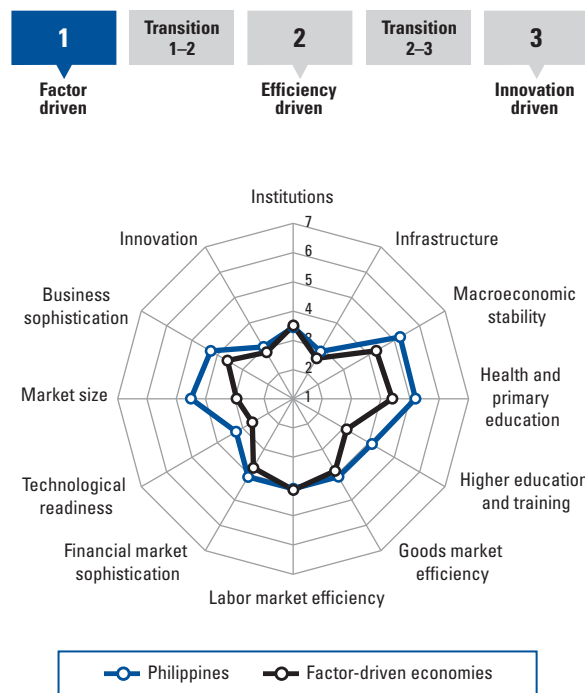 1
Transition
1–2
2
Transition
2–3
3
Factor
driven
Efficiency
driven
Innovation
driven
Institutions
7
Innovation
6
Infrastructure
5
Business
sophistication
4
Macroeconomic
stability
3
2
Market size
1
Health and
primary
education
Technological
readiness
Higher education
and training
Financial market
sophistication
Goods market
efficiency
Labor market efficiency
Philippines
Factor-driven economies